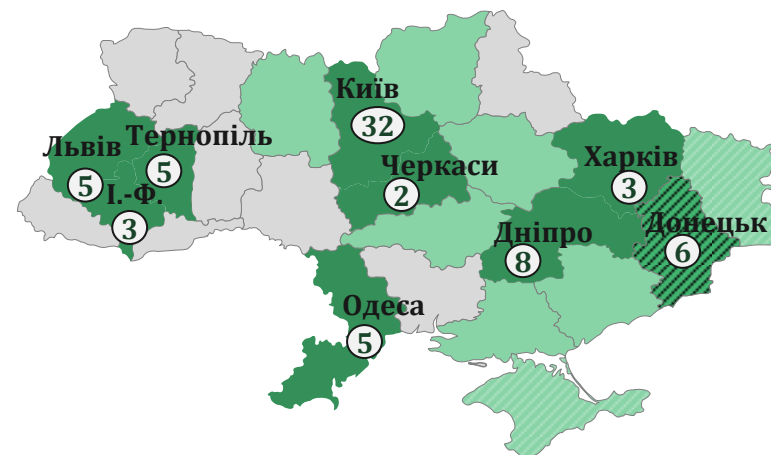 Київ
32
Львів
5
Тернопіль
5
І.-Ф.
3
Черкаси
2
Харків
3
Дніпро
8
Донецьк
6
Одеса
5